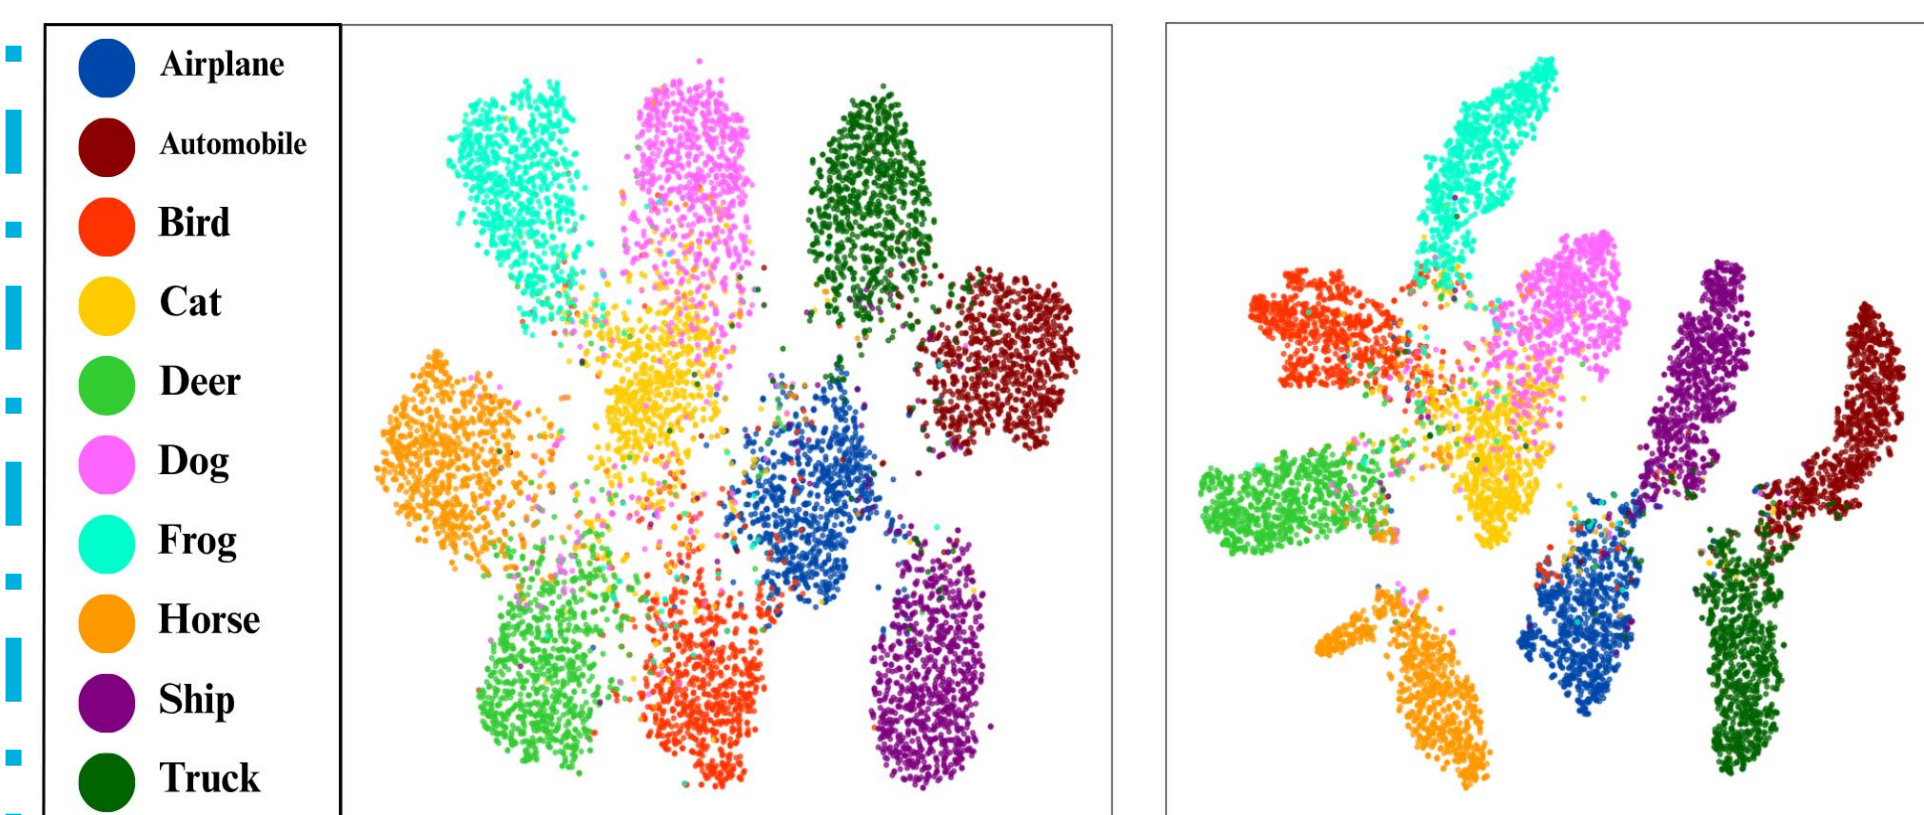 Airplane
Automobile
Bird
Cat
Deer
Dog
Frog
Horse
Ship
Truck